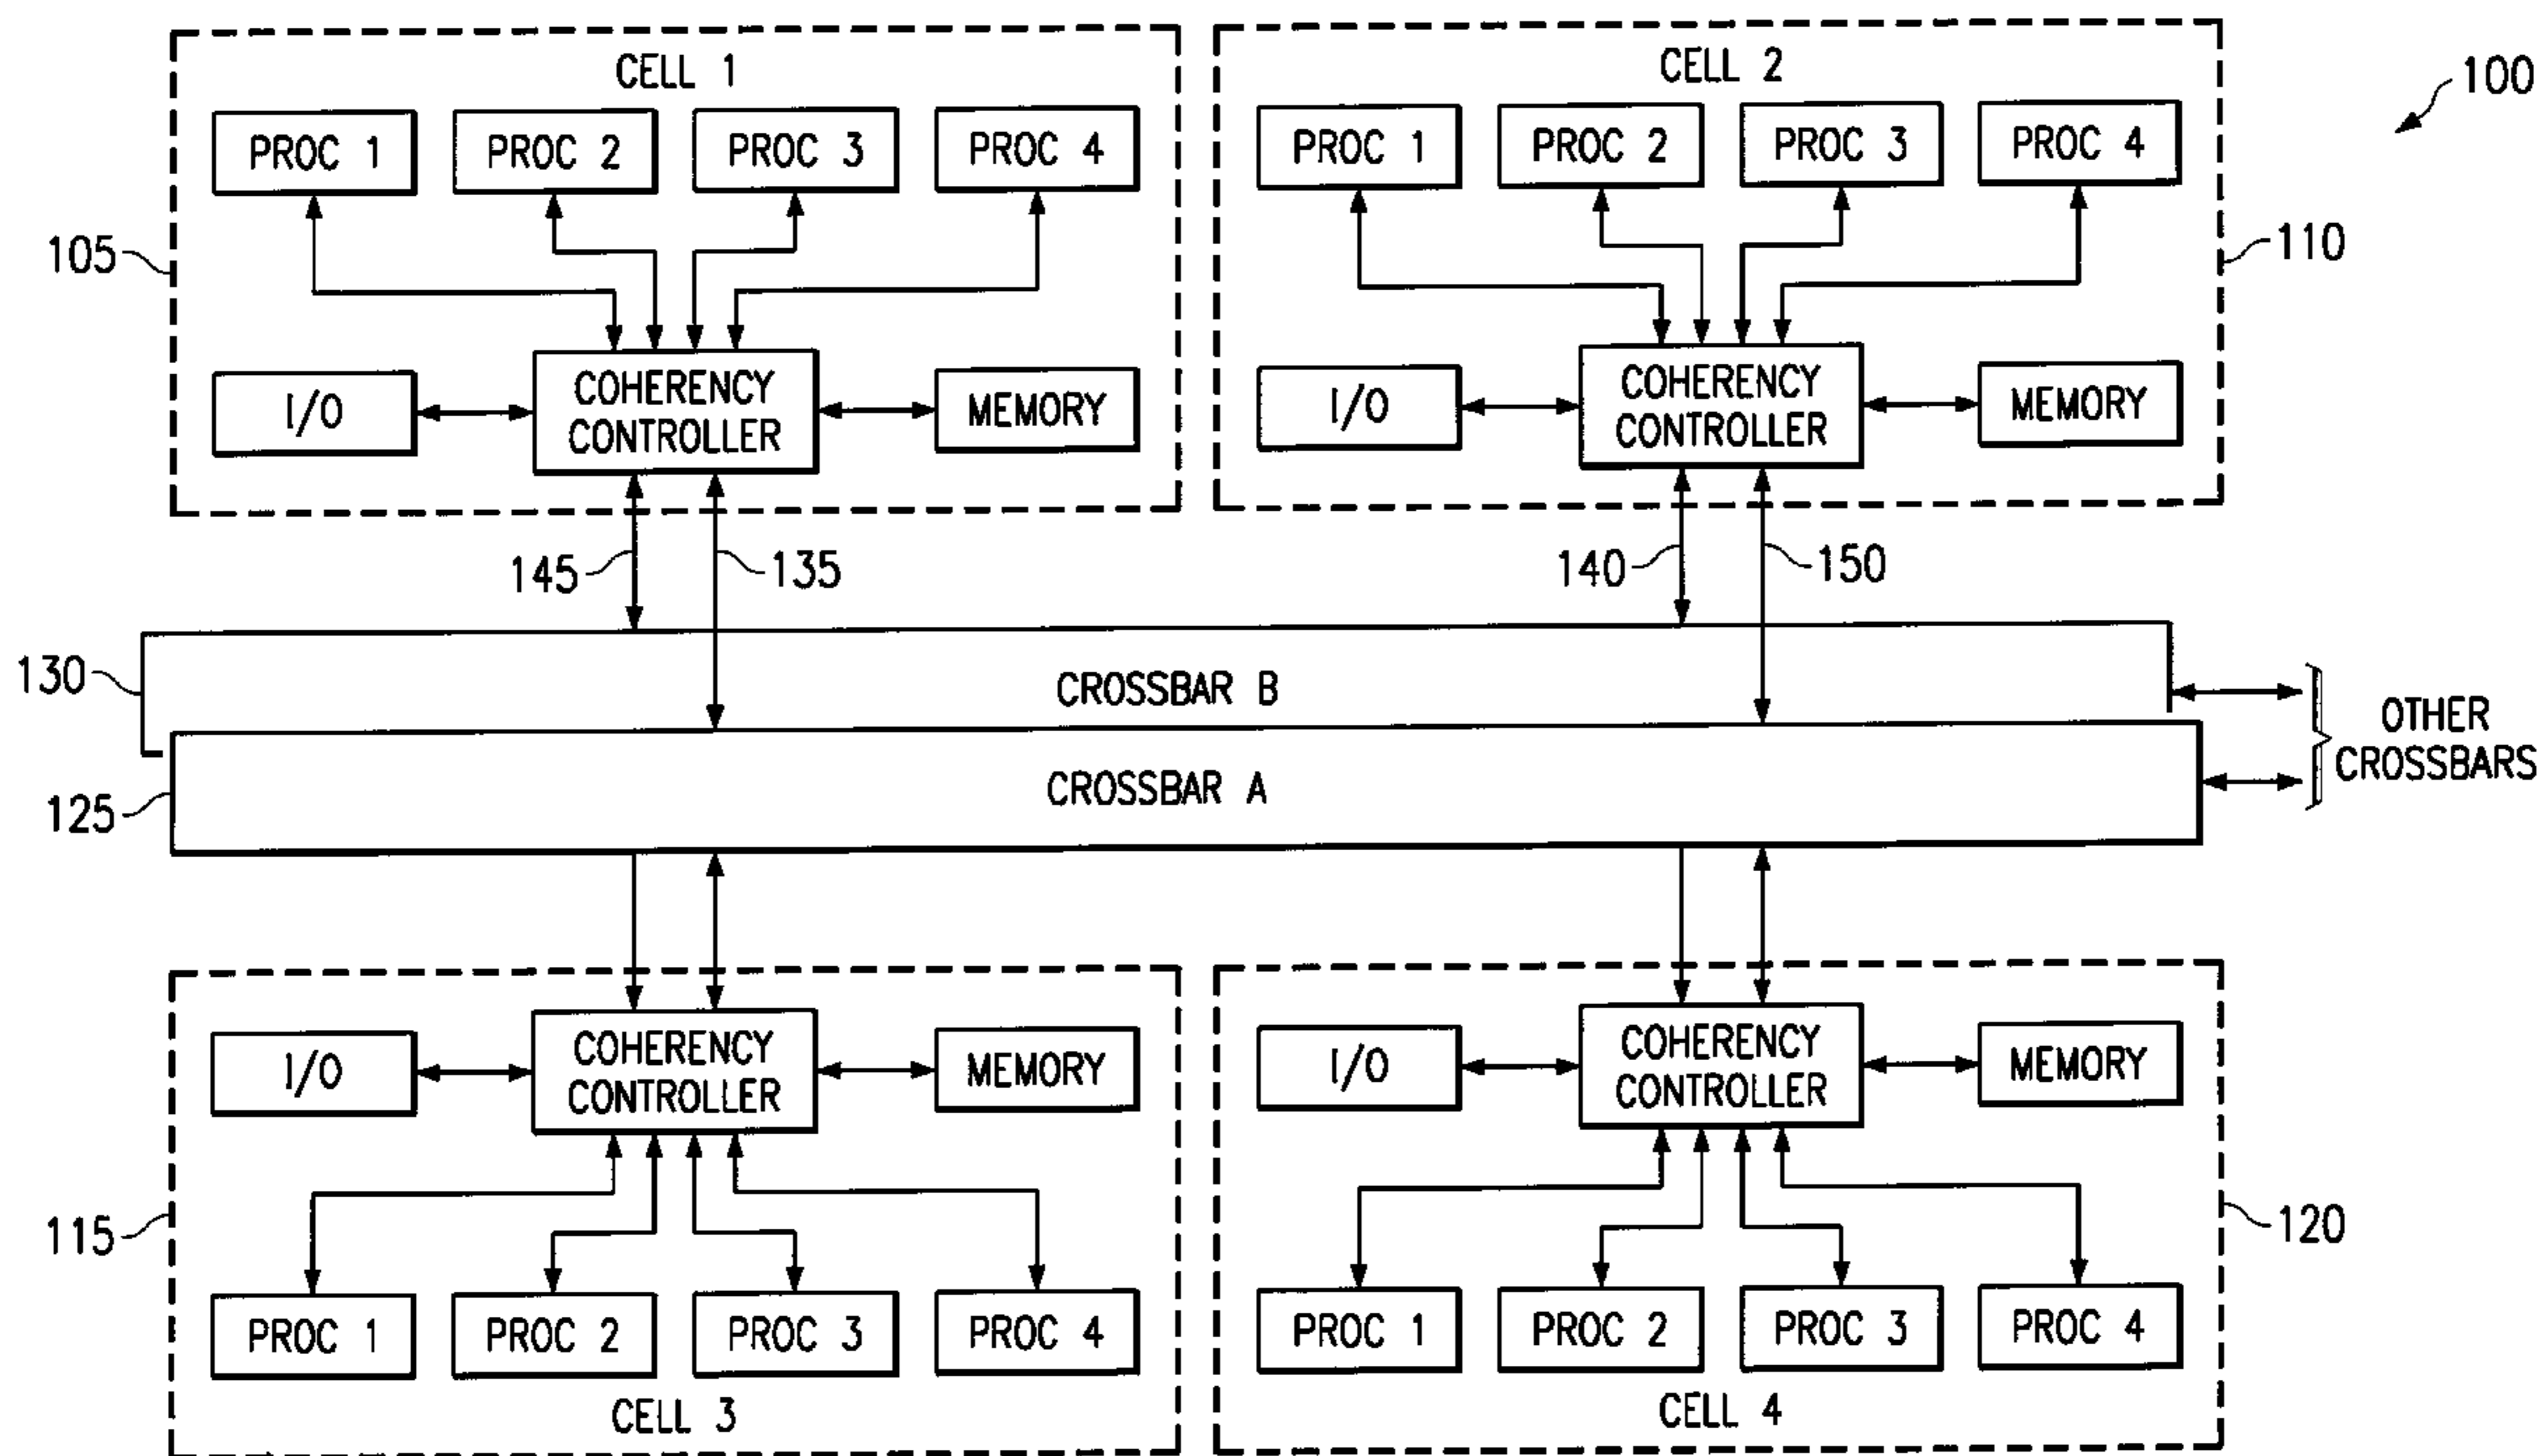 CELL 1
CELL 2
100
PROC 1
PROC 2
PROC 3
PROC 4
PROC 1
PROC 2
PROC 3
PROC 4
105
110
I/O
COHERENCY
CONTROLLER
MEMORY
I/O
COHERENCY
CONTROLLER
MEMORY
145
135
140
150
130
CROSSBAR B
OTHER
CROSSBARS
125
CROSSBAR A
I/O
COHERENCY
CONTROLLER
MEMORY
I/O
COHERENCY
CONTROLLER
MEMORY
115
120
PROC 1
PROC 2
PROC 3
PROC 4
PROC 1
PROC 2
PROC 3
PROC 4
CELL 3
CELL 4